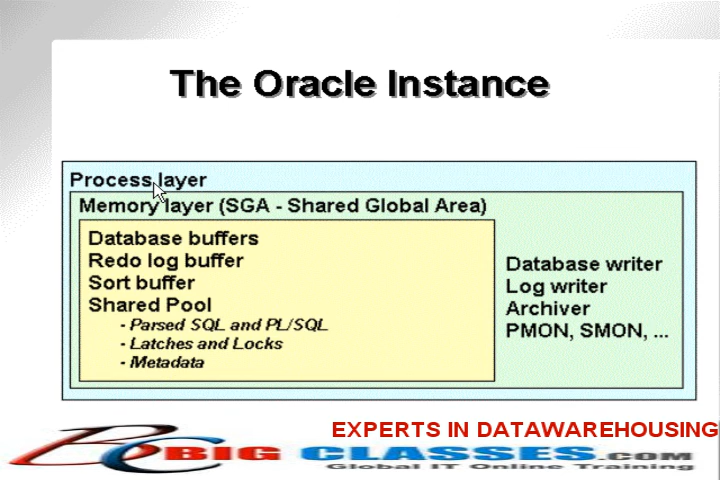 The Oracle Instance
Process layer
Memory layer (SGA - Shared Global Area)
Database buffers
Redo log buffer
Sort buffer
Shared Pool
- Parsed SQL and PL/SQL
- Latches and Locks
- Metadata
Database writer
Log writer
Archiver
PMON, SMON, ...
EXPERTS IN DATAWAREHOUSING
BIG CLASSES.COM
Global IT Online Training